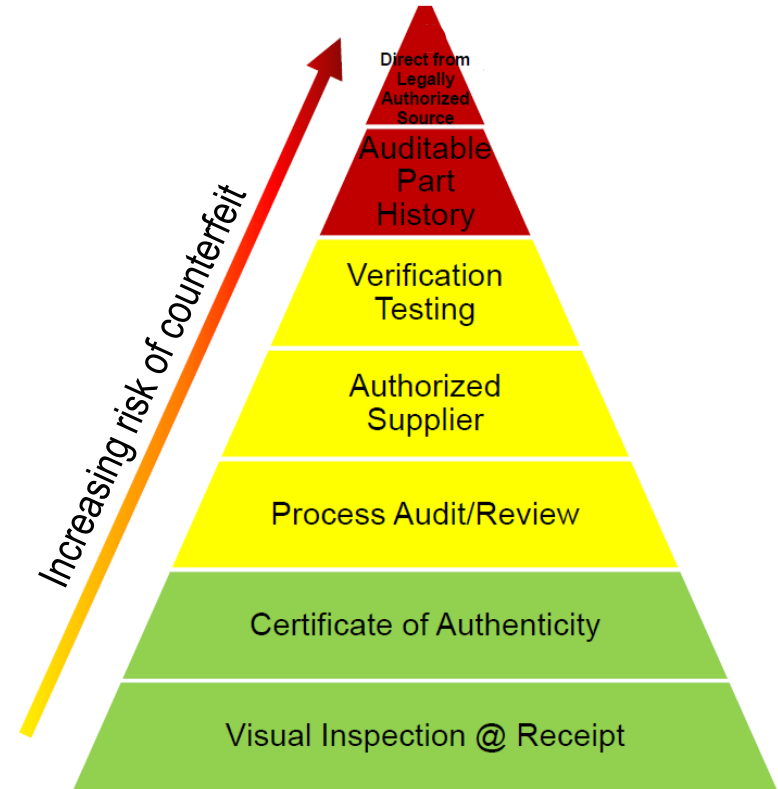 Direct from
Legally
Authorized
Source
Auditable
Part
History
Verification
Testing
Authorized
Supplier
Process Audit/Review
Certificate of Authenticity
Visual Inspection @ Receipt
Increasing risk of counterfeit